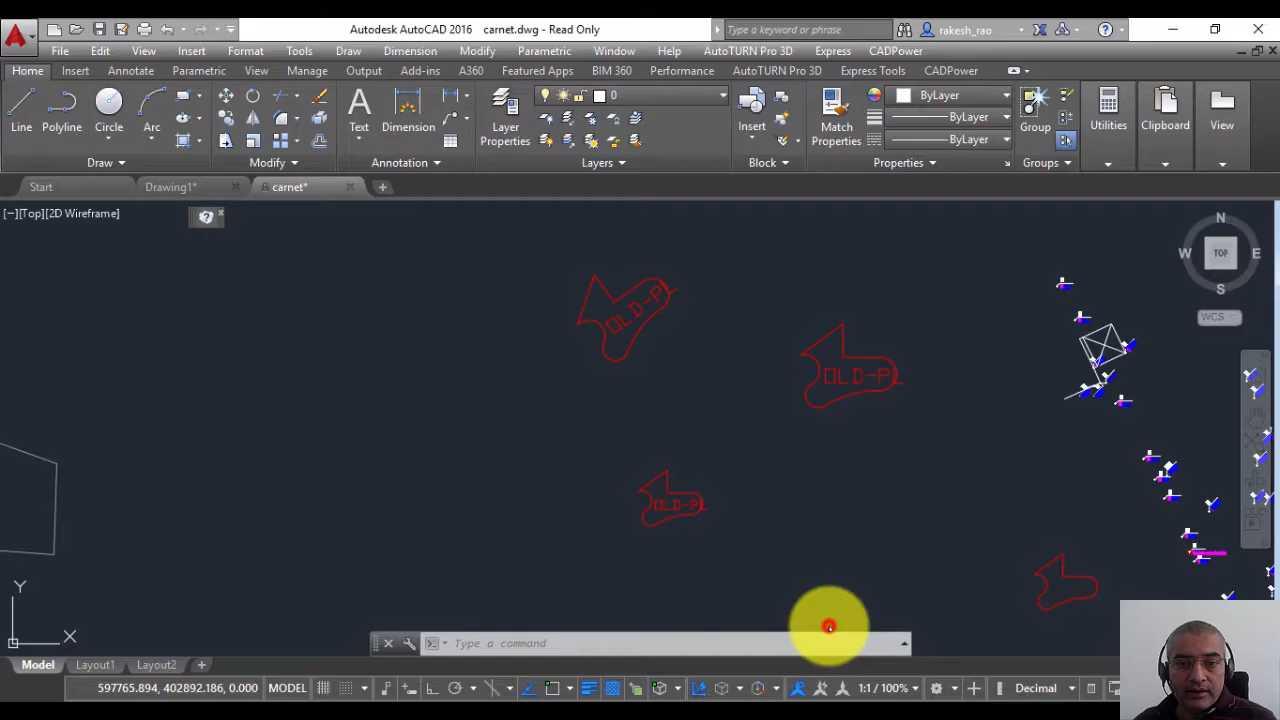 Autodesk AutoCAD 2016 carnet.dwg - Read Only
Type a keyword or phrase
rakesh_rao
File Edit View Insert Format Tools Draw Dimension Modify Parametric Window Help AutoTURN Pro 3D Express CADPower
Home Insert Annotate Parametric View Manage Output Add-ins A360 Featured Apps BIM 360 Performance AutoTURN Pro 3D Express Tools CADPower
0
ByLayer
ByLayer
ByLayer
Line Polyline Circle Arc
Text Dimension
Layer Properties
Insert
Match Properties
Group
Utilities
Clipboard
View
Draw Modify Annotation Layers Block Properties Groups
Start Drawing1* carnet*
[−][Top][2D Wireframe]
N
W TOP E
S
WCS
OLD-PL
OLD-PL
OLD-PL
Y
X
Type a command
Model Layout1 Layout2
597765.894, 402892.186, 0.000 MODEL
1:1 / 100%
Decimal